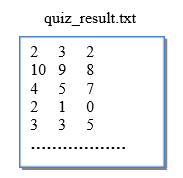 quiz_result.txt
2 3 2
10 9 8
4 5 7
2 1 0
3 3 5
..................